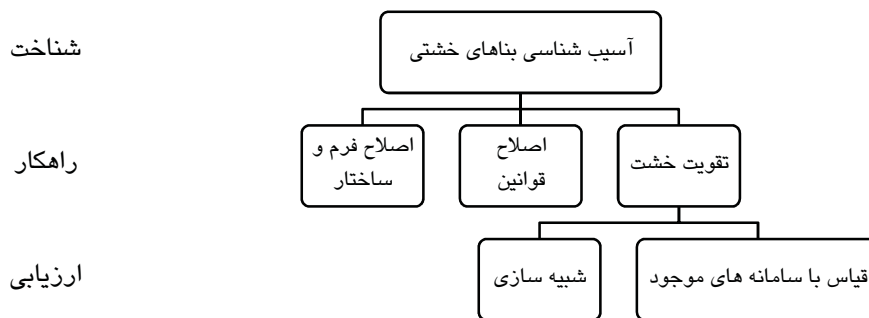 آسیب شناسی بناهای خشتی
شناخت
تقویت خشت
اصلاح
قوانین
اصلاح فرم و
ساختار
راهکار
قیاس با سامانه های موجود
شبیه سازی
ارزیابی